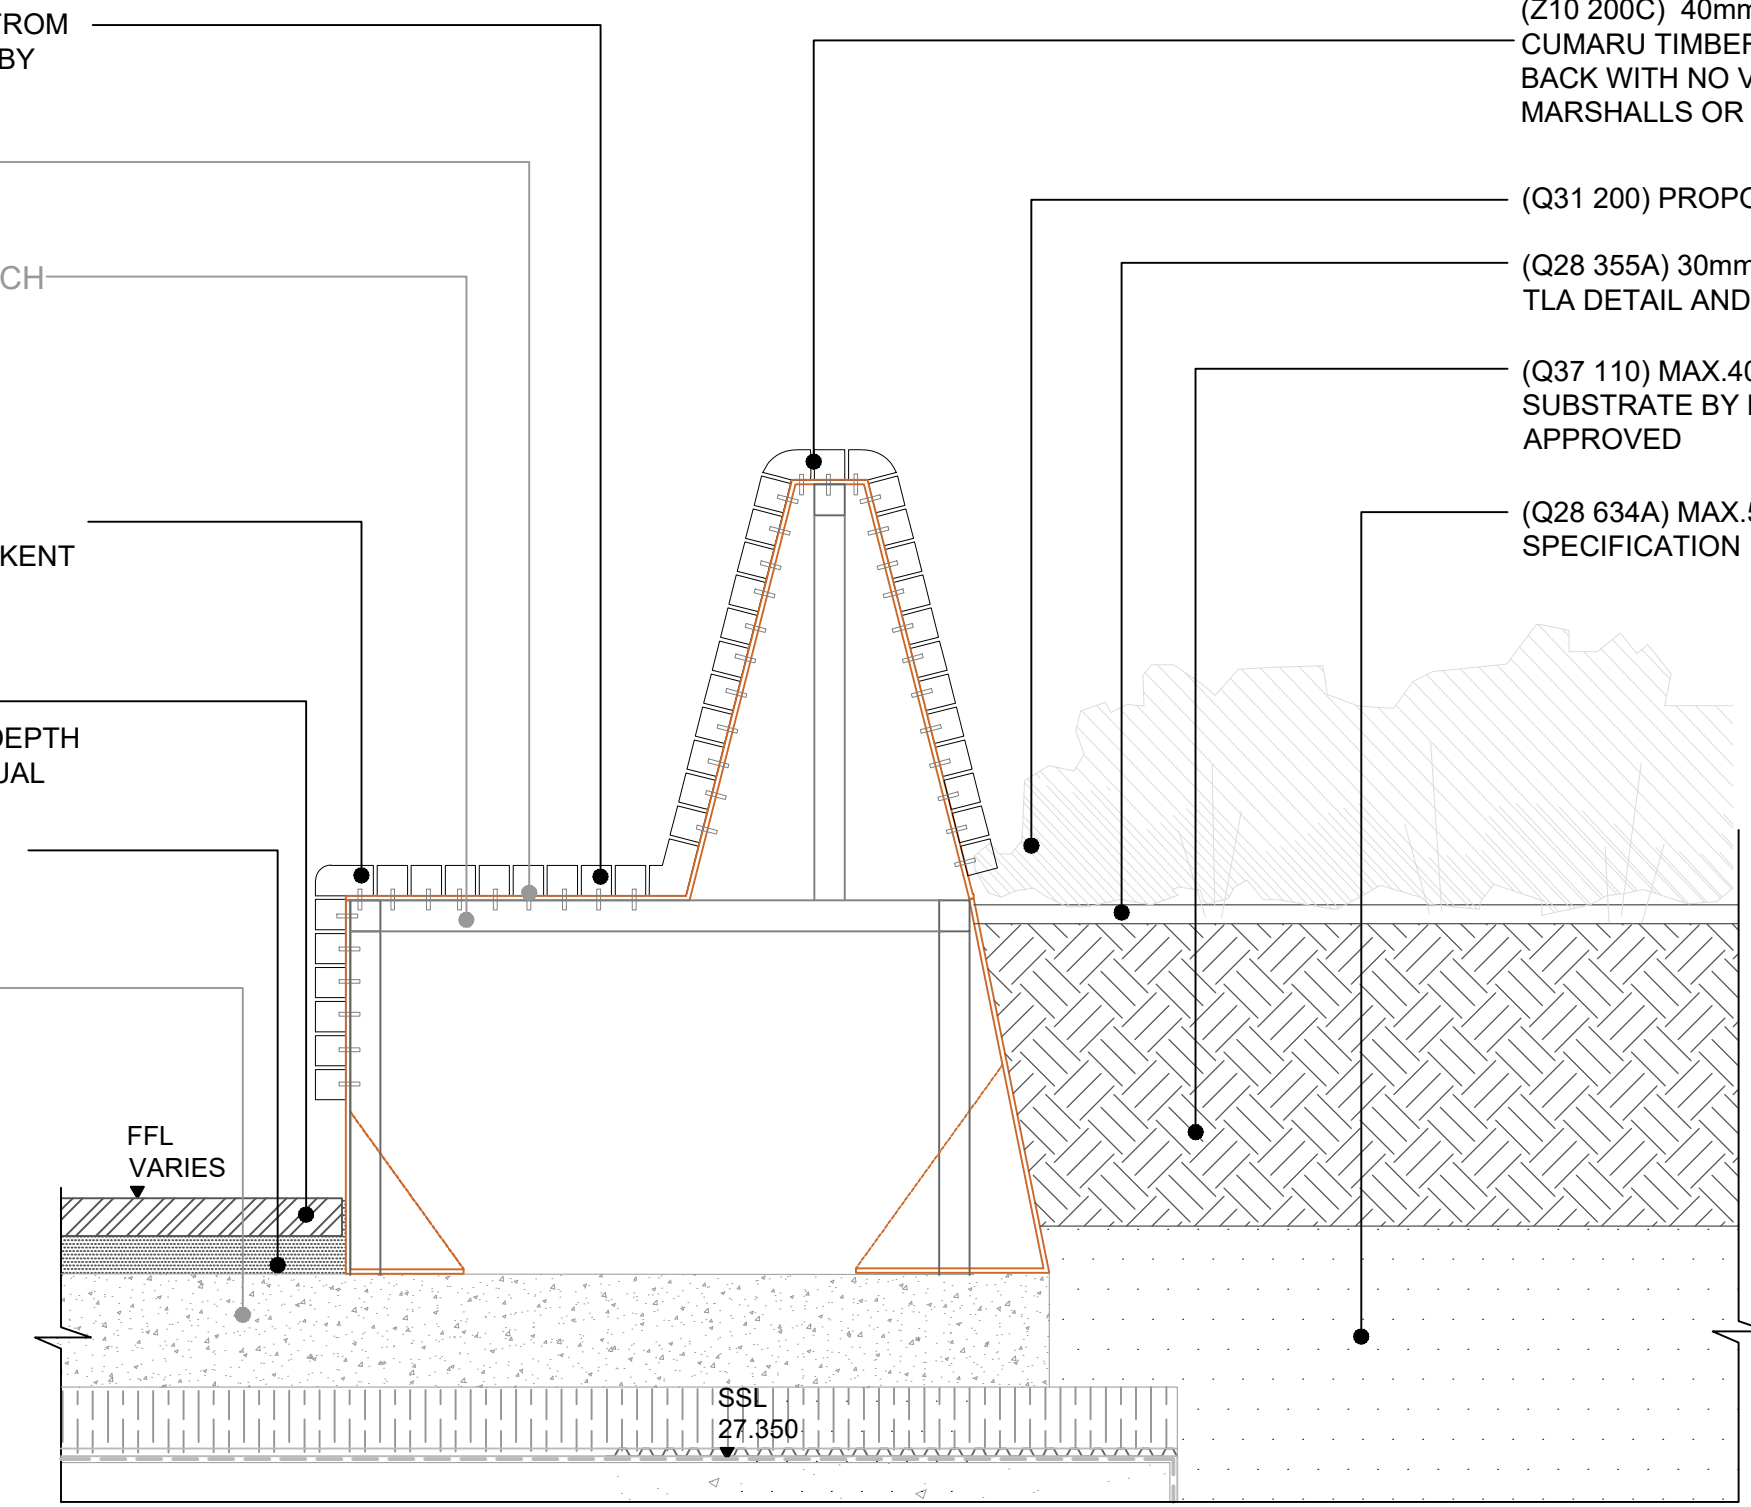 FROM
BY
CH
KENT
DEPTH
UAL
FFL
VARIES
SSL
27.350
(Z10 200C) 40mm
CUMARU TIMBER
BACK WITH NO
MARSHALLS OR
(Q31 200) PROPO
(Q28 355A) 30mm
TLA DETAIL AND
(Q37 110) MAX.40
SUBSTRATE BY
APPROVED
(Q28 634A) MAX.5
SPECIFICATION